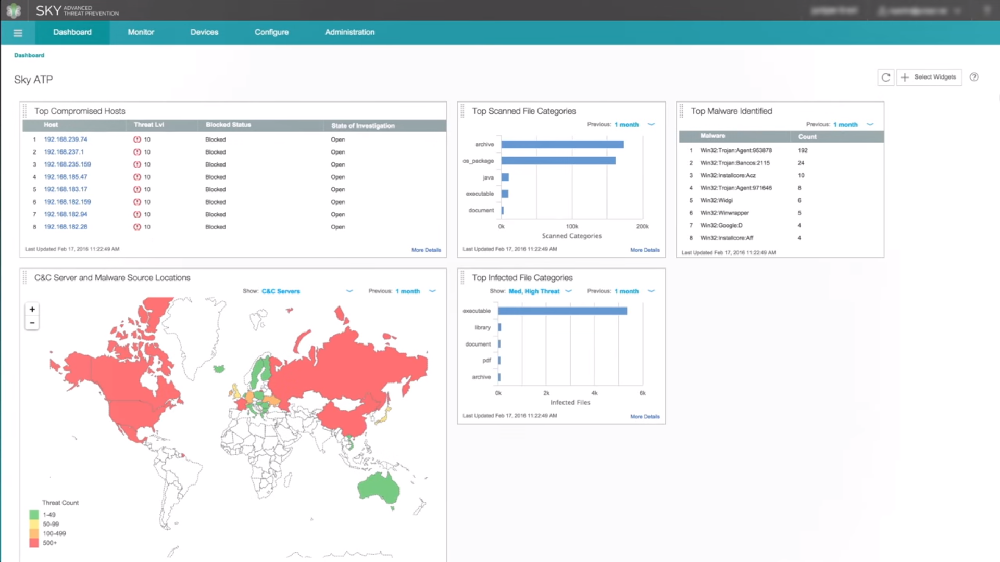 SKY ADVANCED THREAT PREVENTION
Dashboard Monitor Devices Configure Administration
Dashboard
Sky ATP
Select Widgets
Top Compromised Hosts
Host Threat Lvl Blocked Status State of Investigation
1 192.168.239.74 10 Blocked Open
2 192.168.237.1 10 Blocked Open
3 192.168.235.159 10 Blocked Open
4 192.168.185.47 10 Blocked Open
5 192.168.183.17 10 Blocked Open
6 192.168.182.159 10 Blocked Open
7 192.168.182.94 10 Blocked Open
8 192.168.182.28 10 Blocked Open
Last Updated Feb 17, 2016 11:22:49 AM
More Details
Top Scanned File Categories
Previous: 1 month
archive
os_package
java
executable
document
0k 100k 200k
Scanned Categories
Last Updated Feb 17, 2016 11:22:49 AM
More Details
Top Malware Identified
Previous: 1 month
Malware Count
1 Win32:Trojan:Agent:953878 192
2 Win32:Trojan:Bancos:2115 24
3 Win32:Installcore:Acz 10
4 Win32:Trojan:Agent:971646 8
5 Win32:Widgi 6
6 Win32:Winwrapper 5
7 Win32:Google:D 4
8 Win32:Installcore:Aff 4
Last Updated Feb 17, 2016 11:22:49 AM
C&C Server and Malware Source Locations
Show: C&C Servers Previous: 1 month
+
-
Threat Count
1-49
50-99
100-499
500+
Top Infected File Categories
Show: Med, High Threat Previous: 1 month
executable
library
document
pdf
archive
0k 2k 4k 6k
Infected Files
Last Updated Feb 17, 2016 11:22:49 AM
More Details